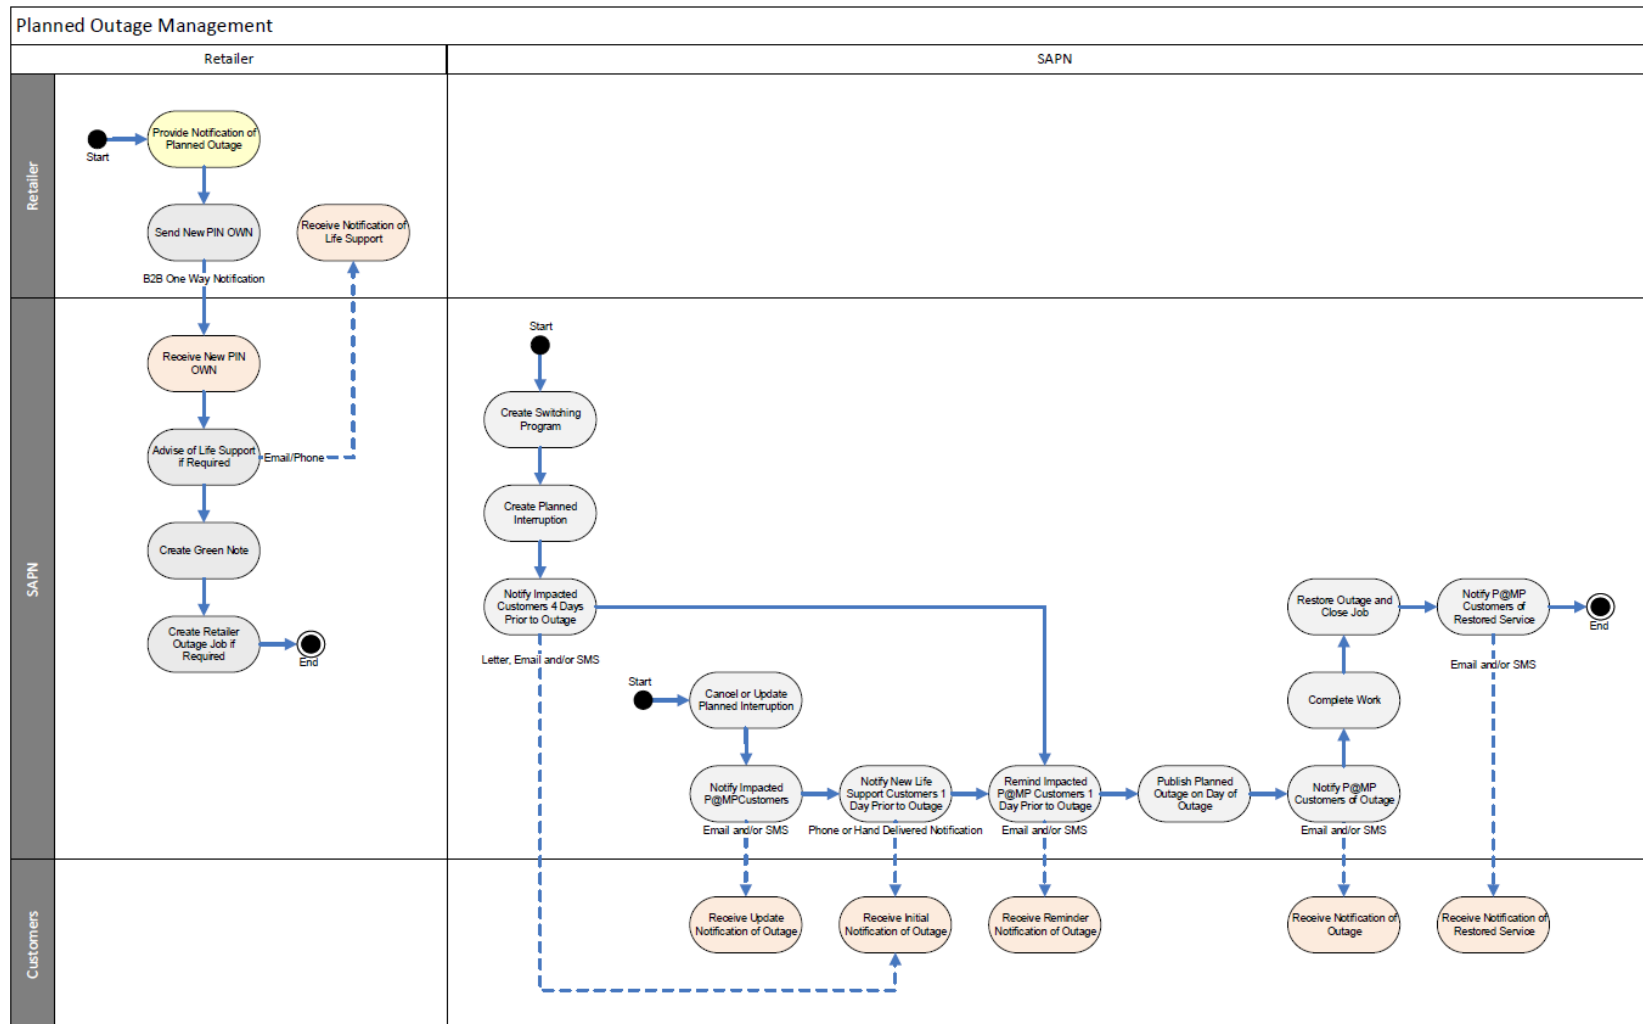 Planned Outage Management
Retailer
SAPN
Retailer
Start
Provide Notification of
Planned Outage
Send New PIN OWN
B2B One Way Notification
Receive Notification of
Life Support
SAPN
Receive New PIN
OWN
Advise of Life Support
if Required
Email/Phone
Create Green Note
Create Retailer
Outage Job if
Required
End
Start
Create Switching
Program
Create Planned
Interruption
Notify Impacted
Customers 4 Days
Prior to Outage
Letter, Email and/or SMS
Start
Cancel or Update
Planned Interruption
Notify Impacted
P@MPCustomers
Email and/or SMS
Notify New Life
Support Customers 1
Day Prior to Outage
Phone or Hand Delivered Notification
Remind Impacted
P@MP Customers 1
Day Prior to Outage
Email and/or SMS
Publish Planned
Outage on Day of
Outage
Notify P@MP
Customers of Outage
Email and/or SMS
Complete Work
Restore Outage and
Close Job
Notify P@MP
Customers of
Restored Service
Email and/or SMS
End
Customers
Receive Update
Notification of Outage
Receive Initial
Notification of Outage
Receive Reminder
Notification of Outage
Receive Notification of
Outage
Receive Notification of
Restored Service